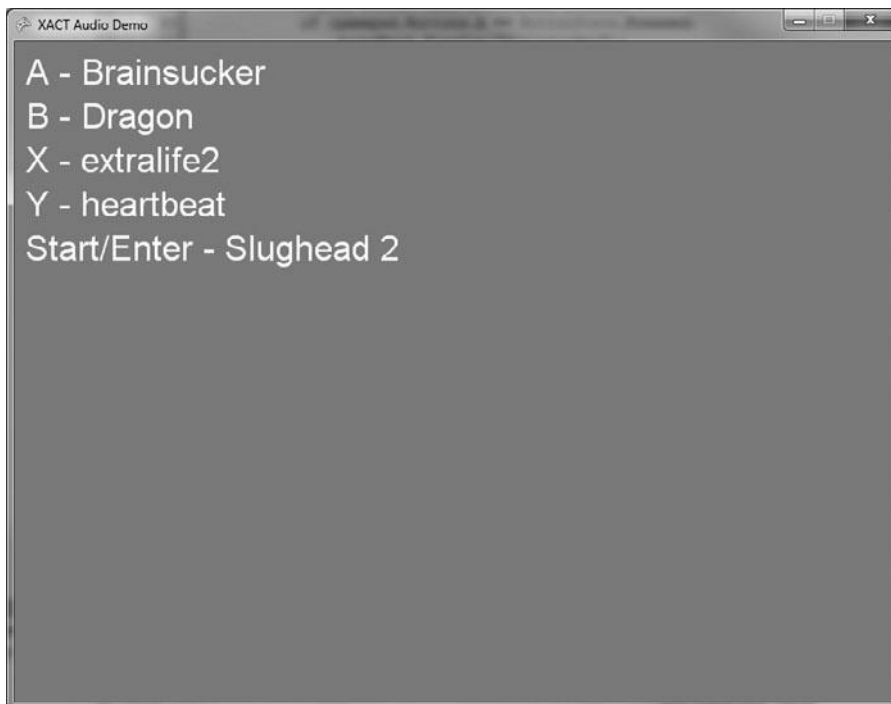 XACT Audio Demo
A - Brainsucker
B - Dragon
X - extralife2
Y - heartbeat
Start/Enter - Slughead 2